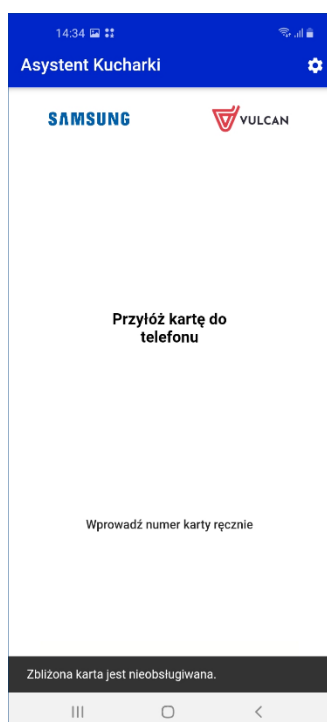 14:34
Asystent Kucharki
SAMSUNG
VULCAN
Przyłóż kartę do
telefonu
Wprowadź numer karty ręcznie
Zbliżona karta jest nieobsługiwana.